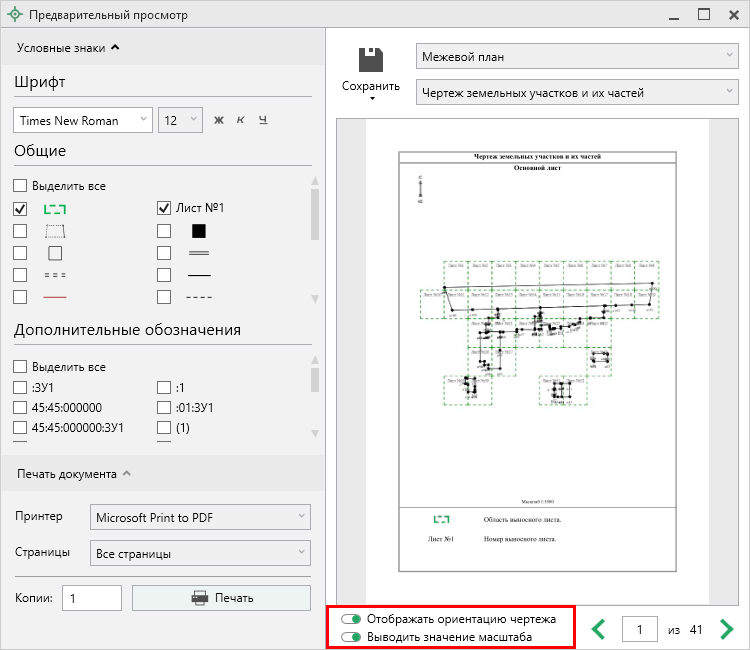 Предварительный просмотр
Условные знаки
Шрифт
Times New Roman
12
Ж
К
Ч
Общие
Выделить все
Лист №1
Дополнительные обозначения
Выделить все
:ЗУ1
:1
45:45:000000
:01:ЗУ1
45:45:000000:ЗУ1
(1)
Печать документа
Принтер
Microsoft Print to PDF
Страницы
Все страницы
Копии:
1
Печать
Сохранить
Межевой план
Чертеж земельных участков и их частей
Чертеж земельных участков и их частей
Основной лист
Область выносного листа.
Лист №1
Номер выносного листа.
Отображать ориентацию чертежа
Выводить значение масштаба
1
из
41